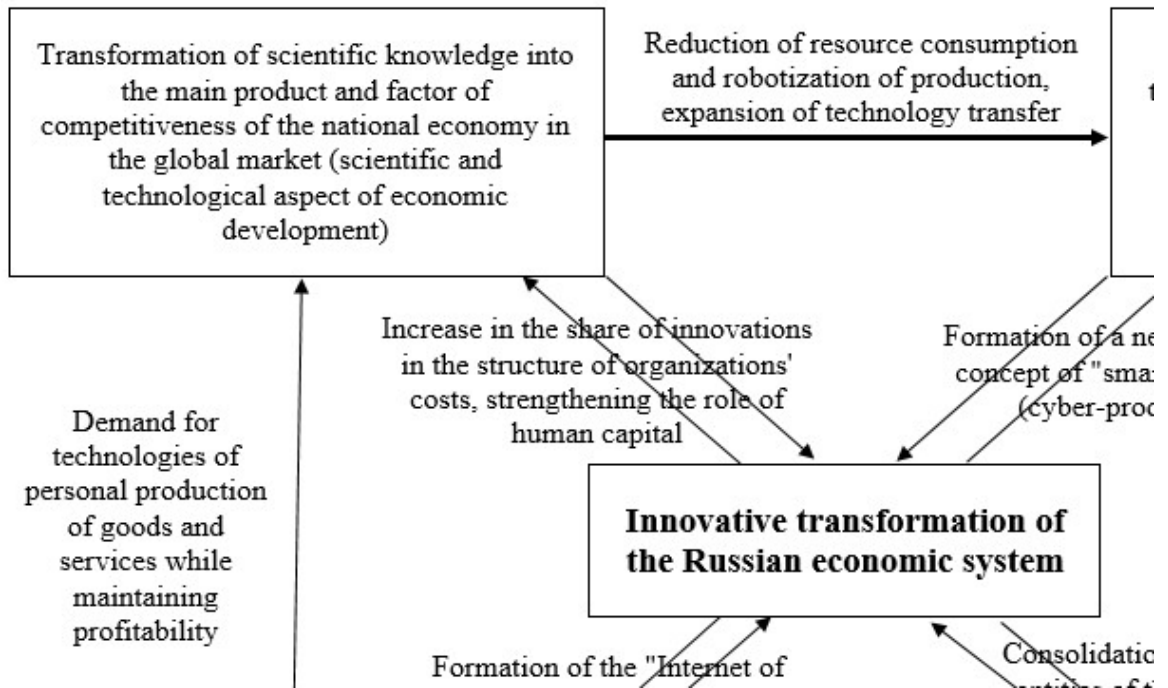 Transformation of scientific knowledge into
the main product and factor of
competitiveness of the national economy in
the global market (scientific and
technological aspect of economic
development)
Reduction of resource consumption
and robotization of production,
expansion of technology transfer
Increase in the share of innovations
in the structure of organizations'
costs, strengthening the role of
human capital
Formation of a
concept of
Demand for
technologies of
personal production
of goods and
services while
maintaining
profitability
Innovative transformation of
the Russian economic system
Formation of the "Internet of